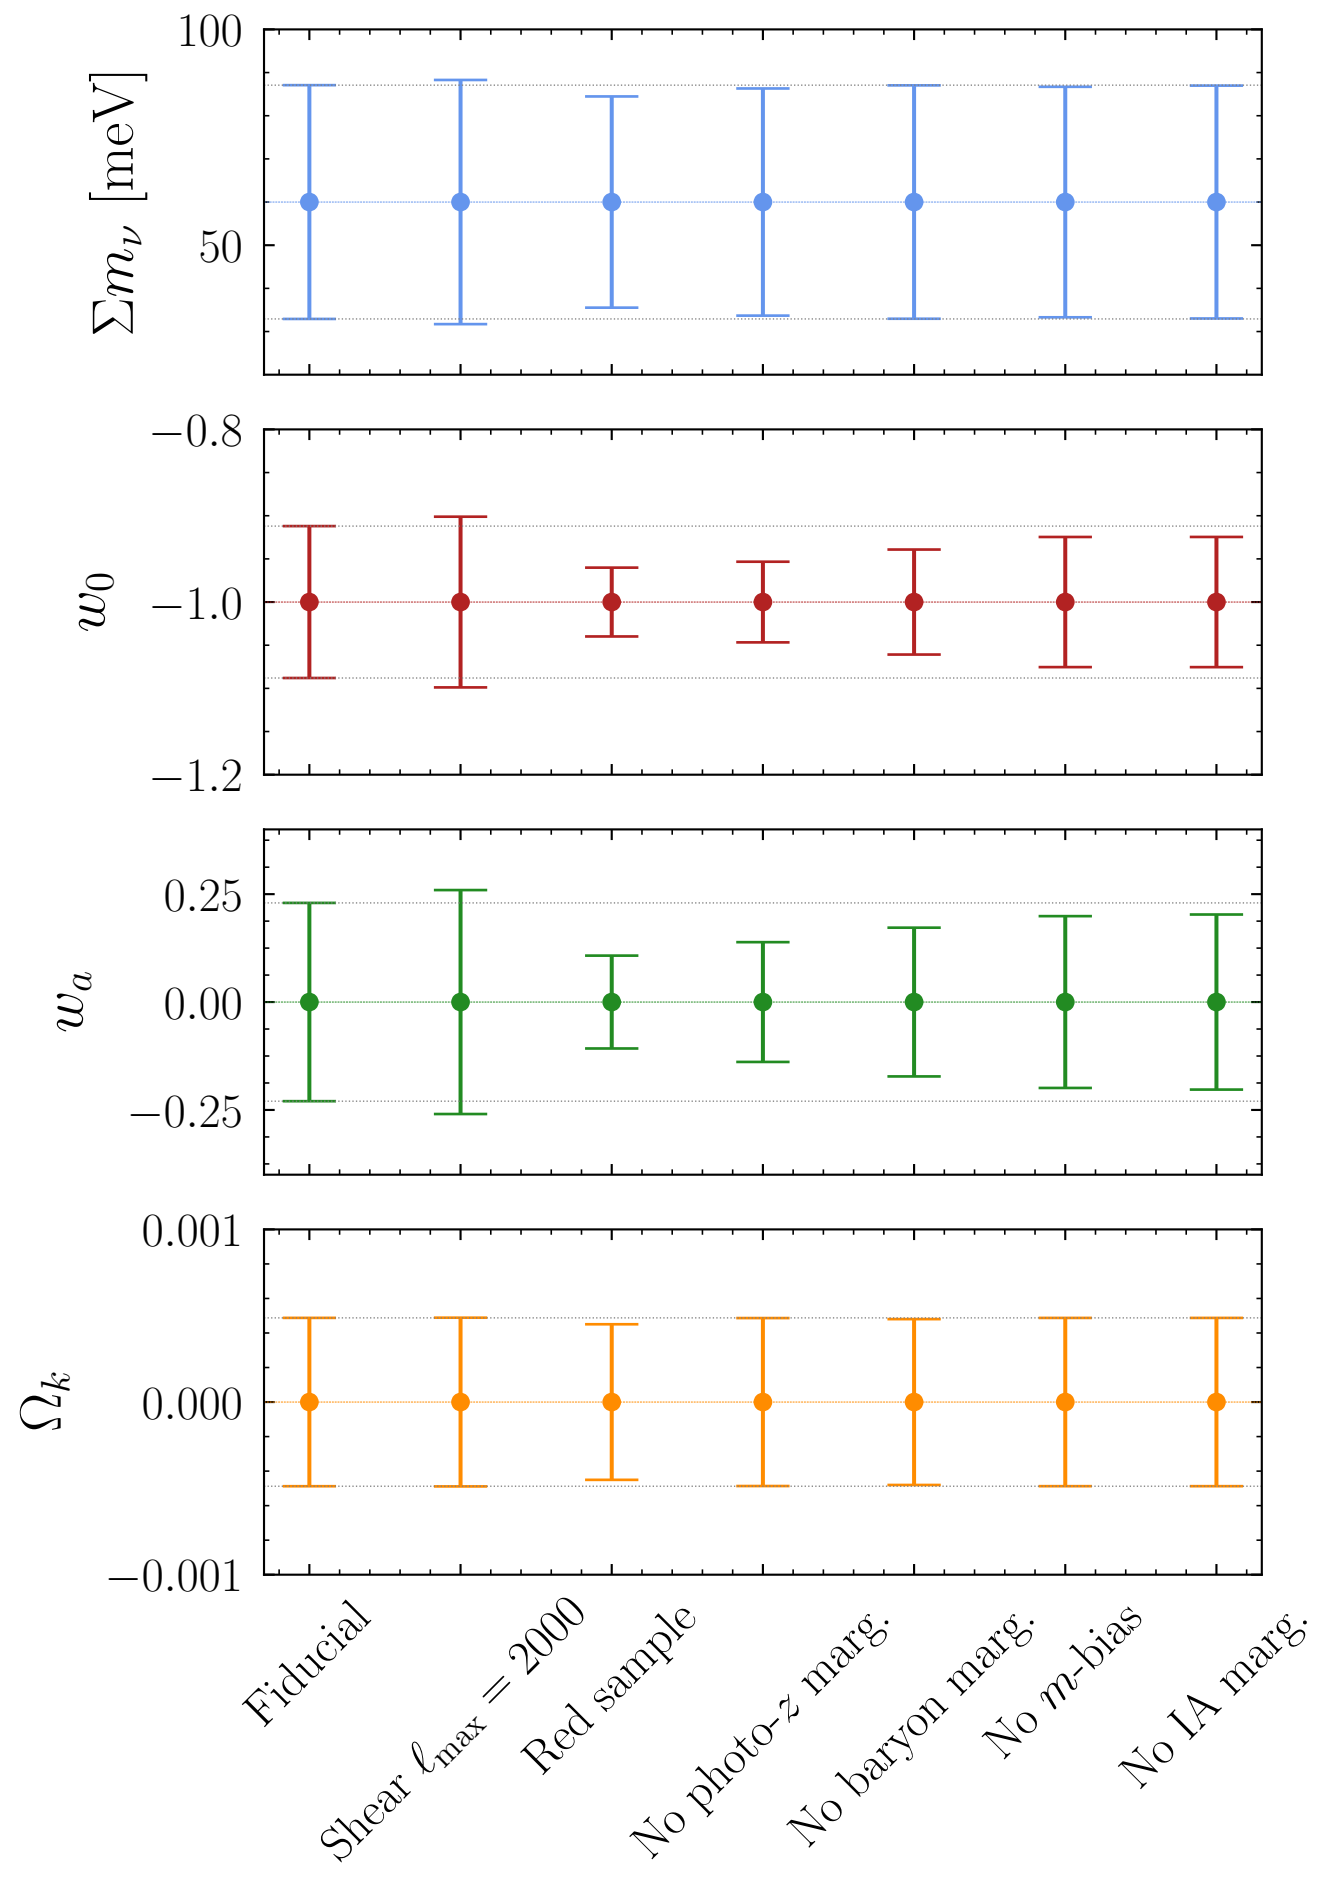 100
50
Σm_ν [meV]
−0.8
−1.0
−1.2
w_0
0.25
0.00
−0.25
w_a
0.001
0.000
−0.001
Ω_k
Fiducial
Shear ℓ_max = 2000
Red sample
No photo-z marg.
No baryon marg.
No m-bias
No IA marg.